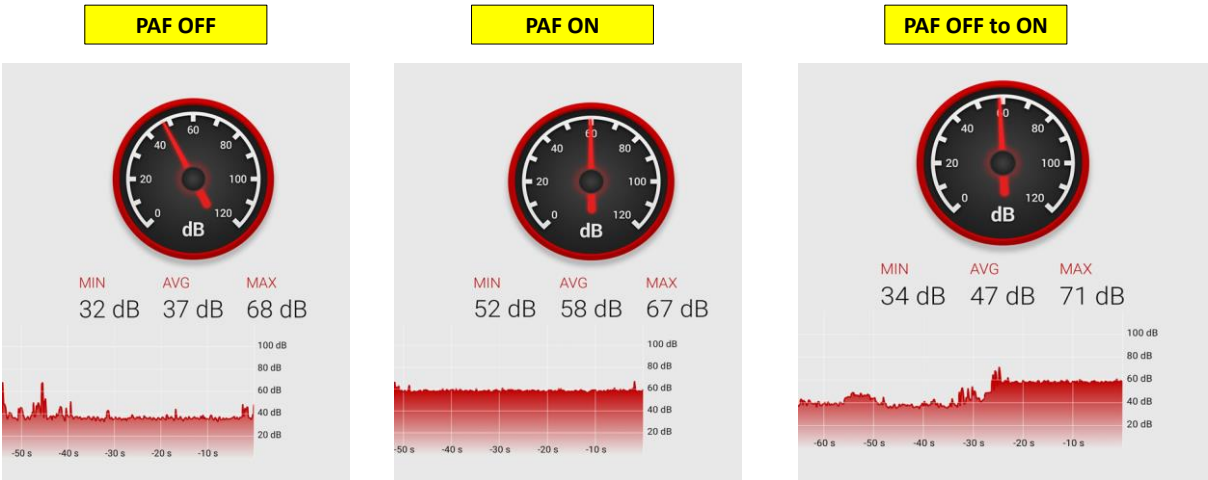 PAF OFF
PAF ON
PAF OFF to ON
0 20 40 60 80 100 120
dB
0 20 40 60 80 100 120
dB
0 20 40 60 80 100 120
dB
MIN AVG MAX
32 dB 37 dB 68 dB
MIN AVG MAX
52 dB 58 dB 67 dB
MIN AVG MAX
34 dB 47 dB 71 dB
100 dB
80 dB
60 dB
40 dB
20 dB
-50 s -40 s -30 s -20 s -10 s
100 dB
80 dB
60 dB
40 dB
20 dB
-50 s -40 s -30 s -20 s -10 s
100 dB
80 dB
60 dB
40 dB
20 dB
-60 s -50 s -40 s -30 s -20 s -10 s